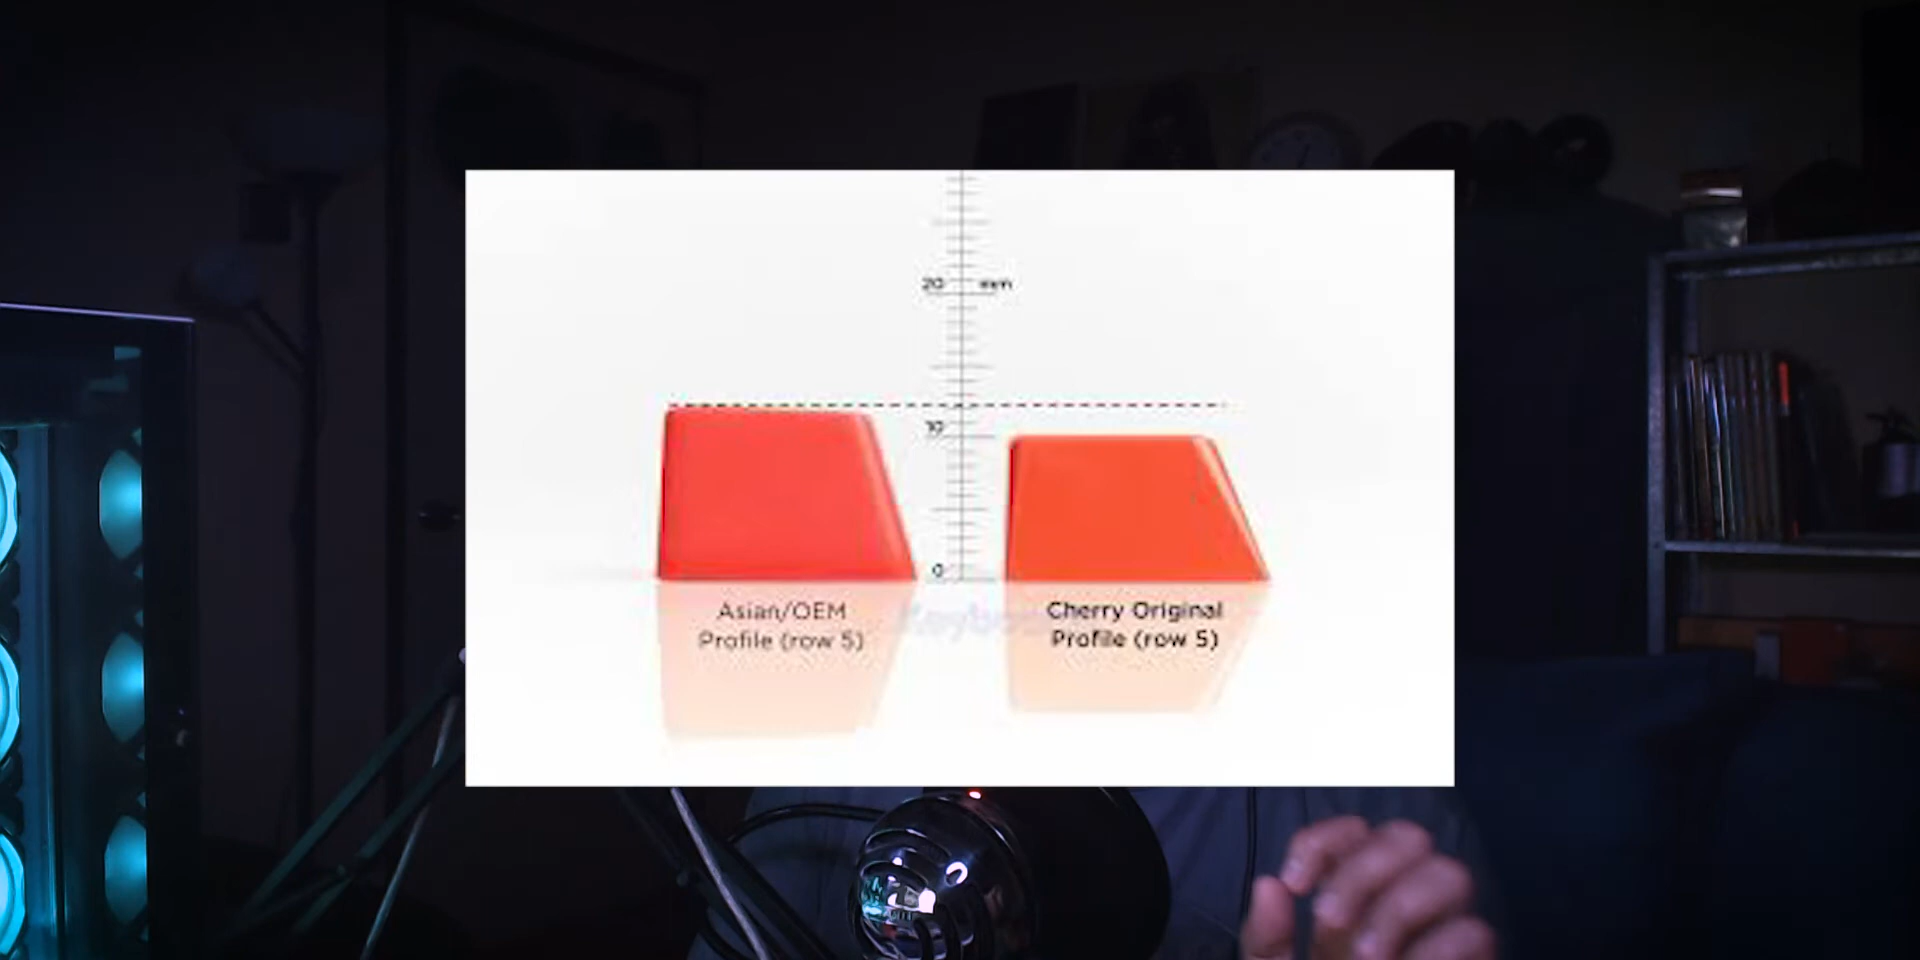 20 mm
10
0
Asian/OEM
Profile (row 5)
Cherry Original
Profile (row 5)